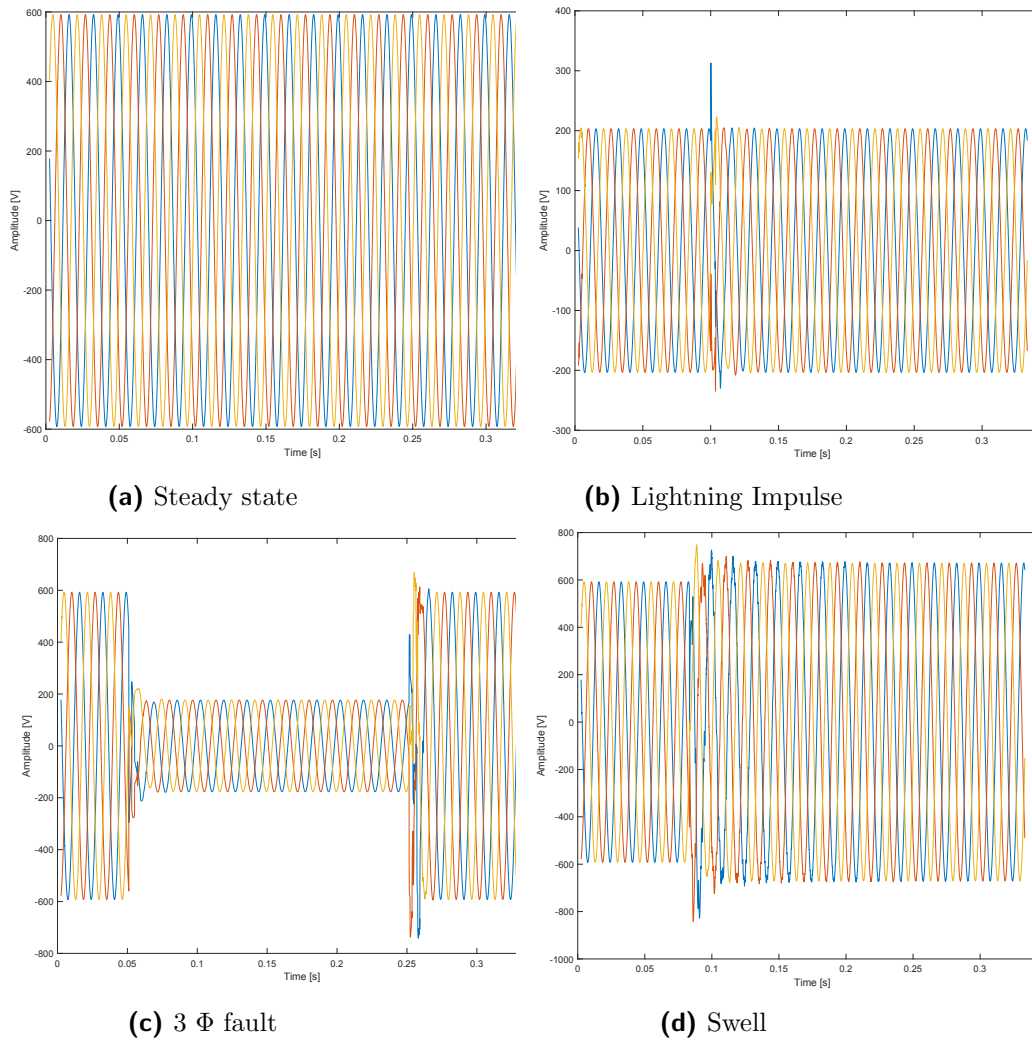 600
400
200
0
-200
-400
-600
Amplitude [V]
0 0.05 0.1 0.15 0.2 0.25 0.3
Time [s]
(a) Steady state
400
300
200
100
0
-100
-200
-300
Amplitude [V]
0 0.05 0.1 0.15 0.2 0.25 0.3
Time [s]
(b) Lightning Impulse
800
600
400
200
0
-200
-400
-600
-800
Amplitude [V]
0 0.05 0.1 0.15 0.2 0.25 0.3
Time [s]
(c) 3 Φ fault
800
600
400
200
0
-200
-400
-600
-800
-1000
Amplitude [V]
0 0.05 0.1 0.15 0.2 0.25 0.3
Time [s]
(d) Swell